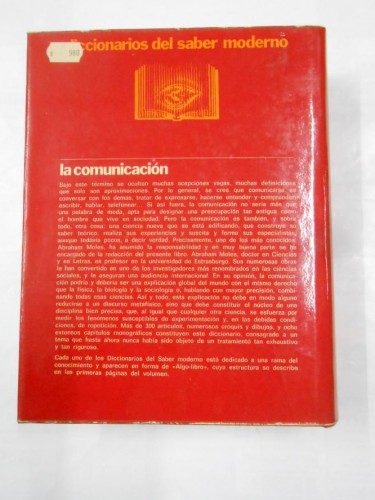 diccionarios del saber moderno
la comunicación
Bajo este término se ocultan muchas acepciones vagas, muchas definiciones
que sólo son aproximaciones. Por lo general, se cree que comunicarse es
conversar con los demás, tratar de expresarse, hacerse entender y comprender,
escribir, hablar, telefonear. Si así fuera, la comunicación no sería más que
una palabra de moda, apta para designar una preocupación tan antigua como
el hombre que vive en sociedad. Pero la comunicación es también, y sobre
todo, otra cosa: una ciencia nueva que se está edificando, que construye su
saber teórico, realiza sus experiencias y suscita y forma sus especialistas,
aunque todavía pocos, a decir verdad. Precisamente, uno de los más conocidos,
Abraham Moles, ha asumido la responsabilidad y en muy buena parte se ha
encargado de la redacción del presente libro. Abraham Moles, doctor en Ciencias
y en Letras, es profesor en la universidad de Estrasburgo. Sus numerosas obras
lo han convertido en uno de los investigadores más renombrados en las ciencias
sociales, y le aseguran una audiencia internacional. En su opinión, la comunica-
ción podría y debería ser una explicación global del mundo con el mismo derecho
que la física, la biología y la sociología o, hablando con mayor precisión, combi-
nando todas esas ciencias. Así y todo, esta explicación no debe en modo alguno
reducirse a un discurso metafísico, sino que debe constituir el núcleo de una
disciplina bien precisa, que, al igual que cualquier otra ciencia, se esfuerza por
medir los fenómenos susceptibles de experimentación y, en las debidas condi-
ciones, de repetición. Más de 300 artículos, numerosos croquis y dibujos, y ocho
extensos capítulos monográficos constituyen este diccionario, consagrado a un
tema que hasta ahora nunca había sido objeto de un tratamiento tan exhaustivo
y tan riguroso.
Cada uno de los Diccionarios del Saber moderno está dedicado a una rama del
conocimiento y aparecen en forma de «Algo-libro», cuya estructura se describe
en las primeras páginas del volumen.